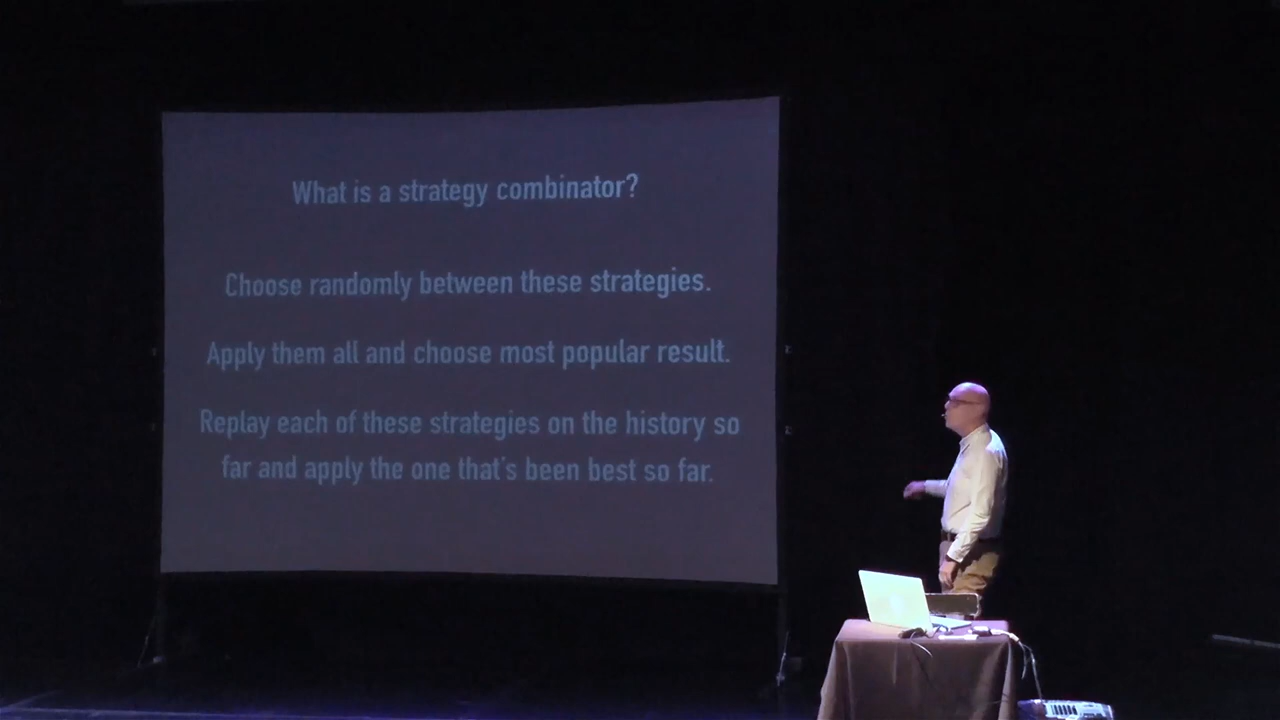 What is a strategy combinator?
Choose randomly between these strategies.
Apply them all and choose most popular result.
Replay each of these strategies on the history so
far and apply the one that's been best so far.